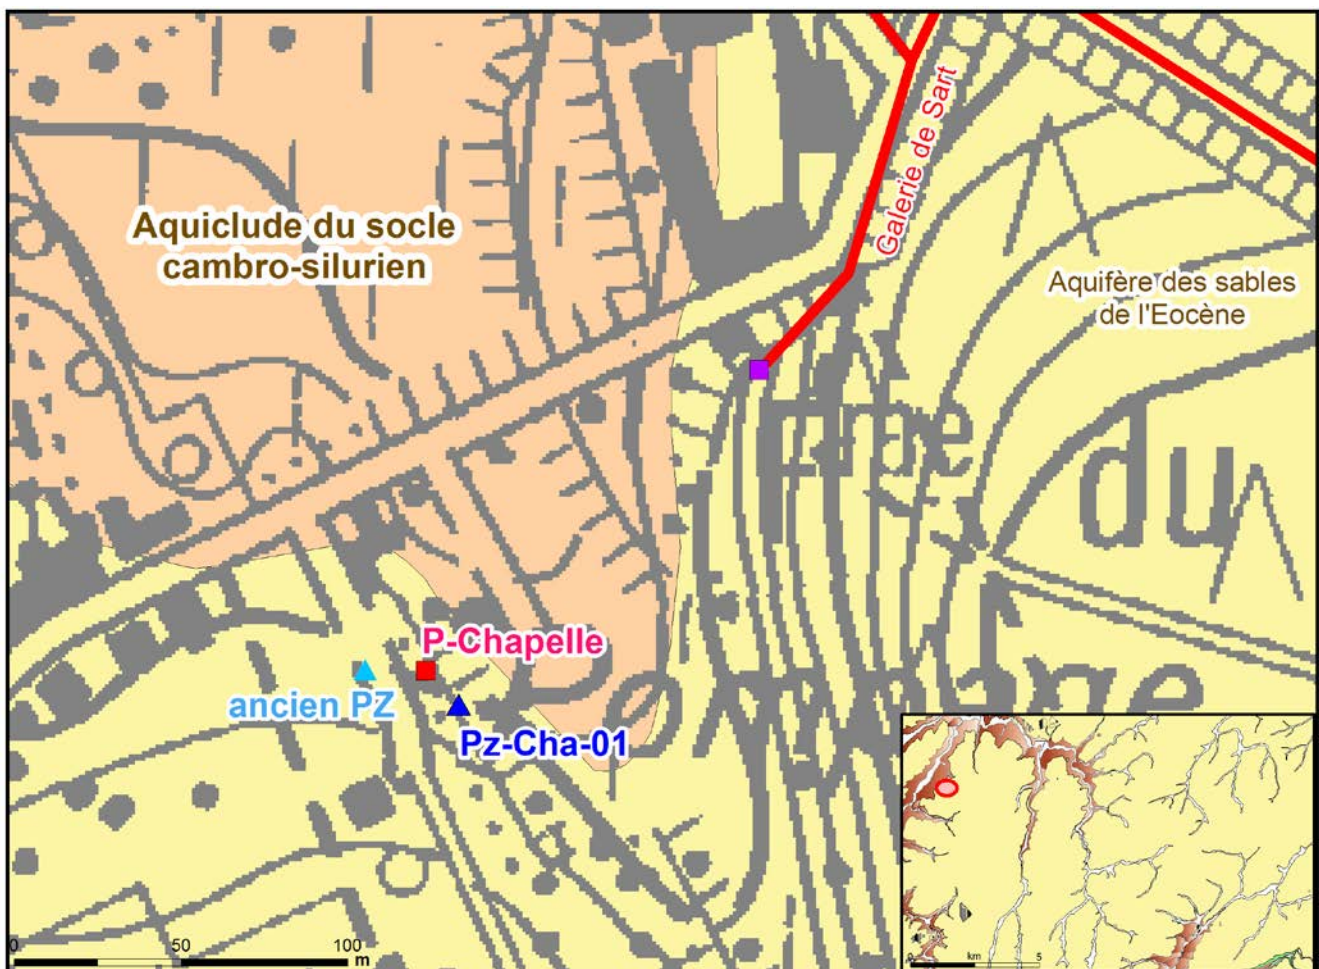 Galerie de Sart
Aquiclude du socle
cambro-silurien
Aquifère des sables
de l'Eocène
du
P-Chapelle
ancien PZ
Pz-Cha-01
0 50 100
m
km 5